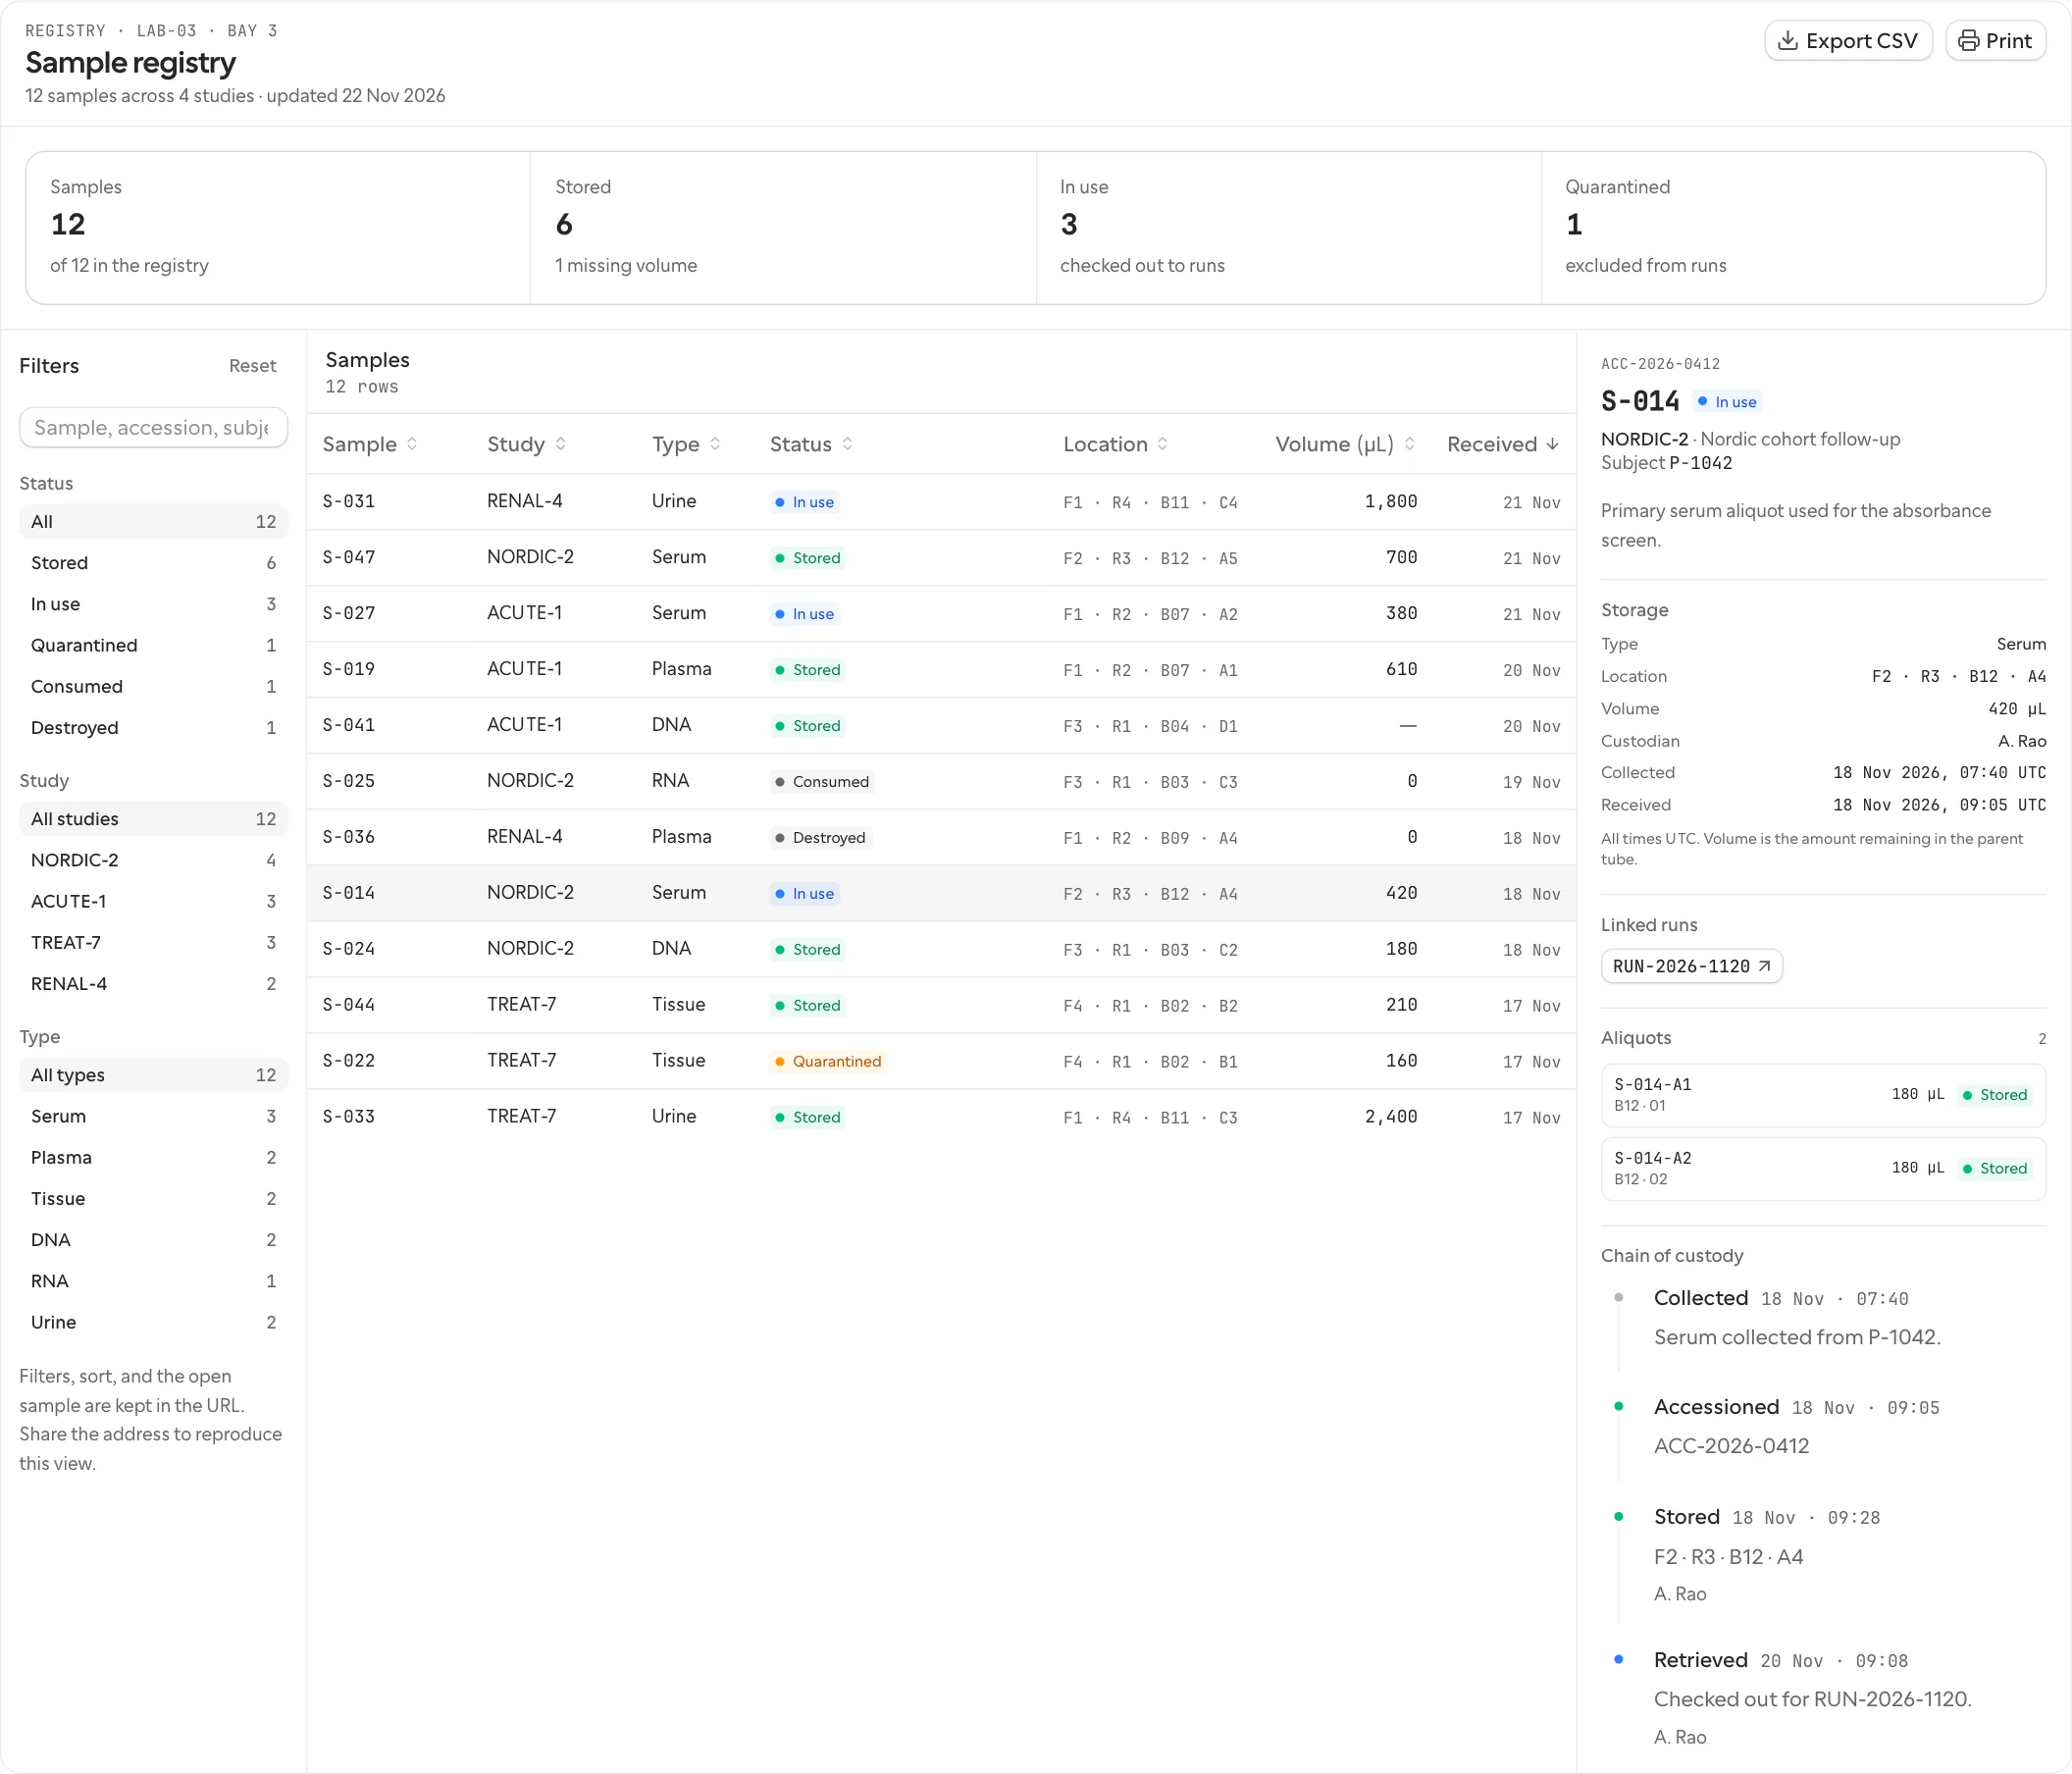 REGISTRY · LAB-03 · BAY 3
Sample registry
12 samples across 4 studies · updated 22 Nov 2026
Export CSV
Print
Samples
12
of 12 in the registry
Stored
6
1 missing volume
In use
3
checked out to runs
Quarantined
1
excluded from runs
Filters Reset
Sample, accession, subje
Status
All 12
Stored 6
In use 3
Quarantined 1
Consumed 1
Destroyed 1
Study
All studies 12
NORDIC-2 4
ACUTE-1 3
TREAT-7 3
RENAL-4 2
Type
All types 12
Serum 3
Plasma 2
Tissue 2
DNA 2
RNA 1
Urine 2
Filters, sort, and the open
sample are kept in the URL.
Share the address to reproduce
this view.
Samples
12 rows
Sample Study Type Status Location Volume (µL) Received
S-031 RENAL-4 Urine In use F1 · R4 · B11 · C4 1,800 21 Nov
S-047 NORDIC-2 Serum Stored F2 · R3 · B12 · A5 700 21 Nov
S-027 ACUTE-1 Serum In use F1 · R2 · B07 · A2 380 21 Nov
S-019 ACUTE-1 Plasma Stored F1 · R2 · B07 · A1 610 20 Nov
S-041 ACUTE-1 DNA Stored F3 · R1 · B04 · D1 — 20 Nov
S-025 NORDIC-2 RNA Consumed F3 · R1 · B03 · C3 0 19 Nov
S-036 RENAL-4 Plasma Destroyed F1 · R2 · B09 · A4 0 18 Nov
S-014 NORDIC-2 Serum In use F2 · R3 · B12 · A4 420 18 Nov
S-024 NORDIC-2 DNA Stored F3 · R1 · B03 · C2 180 18 Nov
S-044 TREAT-7 Tissue Stored F4 · R1 · B02 · B2 210 17 Nov
S-022 TREAT-7 Tissue Quarantined F4 · R1 · B02 · B1 160 17 Nov
S-033 TREAT-7 Urine Stored F1 · R4 · B11 · C3 2,400 17 Nov
ACC-2026-0412
S-014 In use
NORDIC-2 · Nordic cohort follow-up
Subject P-1042
Primary serum aliquot used for the absorbance
screen.
Storage
Type Serum
Location F2 · R3 · B12 · A4
Volume 420 µL
Custodian A. Rao
Collected 18 Nov 2026, 07:40 UTC
Received 18 Nov 2026, 09:05 UTC
All times UTC. Volume is the amount remaining in the parent
tube.
Linked runs
RUN-2026-1120
Aliquots 2
S-014-A1
B12 · 01
180 µL Stored
S-014-A2
B12 · 02
180 µL Stored
Chain of custody
Collected 18 Nov · 07:40
Serum collected from P-1042.
Accessioned 18 Nov · 09:05
ACC-2026-0412
Stored 18 Nov · 09:28
F2 · R3 · B12 · A4
A. Rao
Retrieved 20 Nov · 09:08
Checked out for RUN-2026-1120.
A. Rao